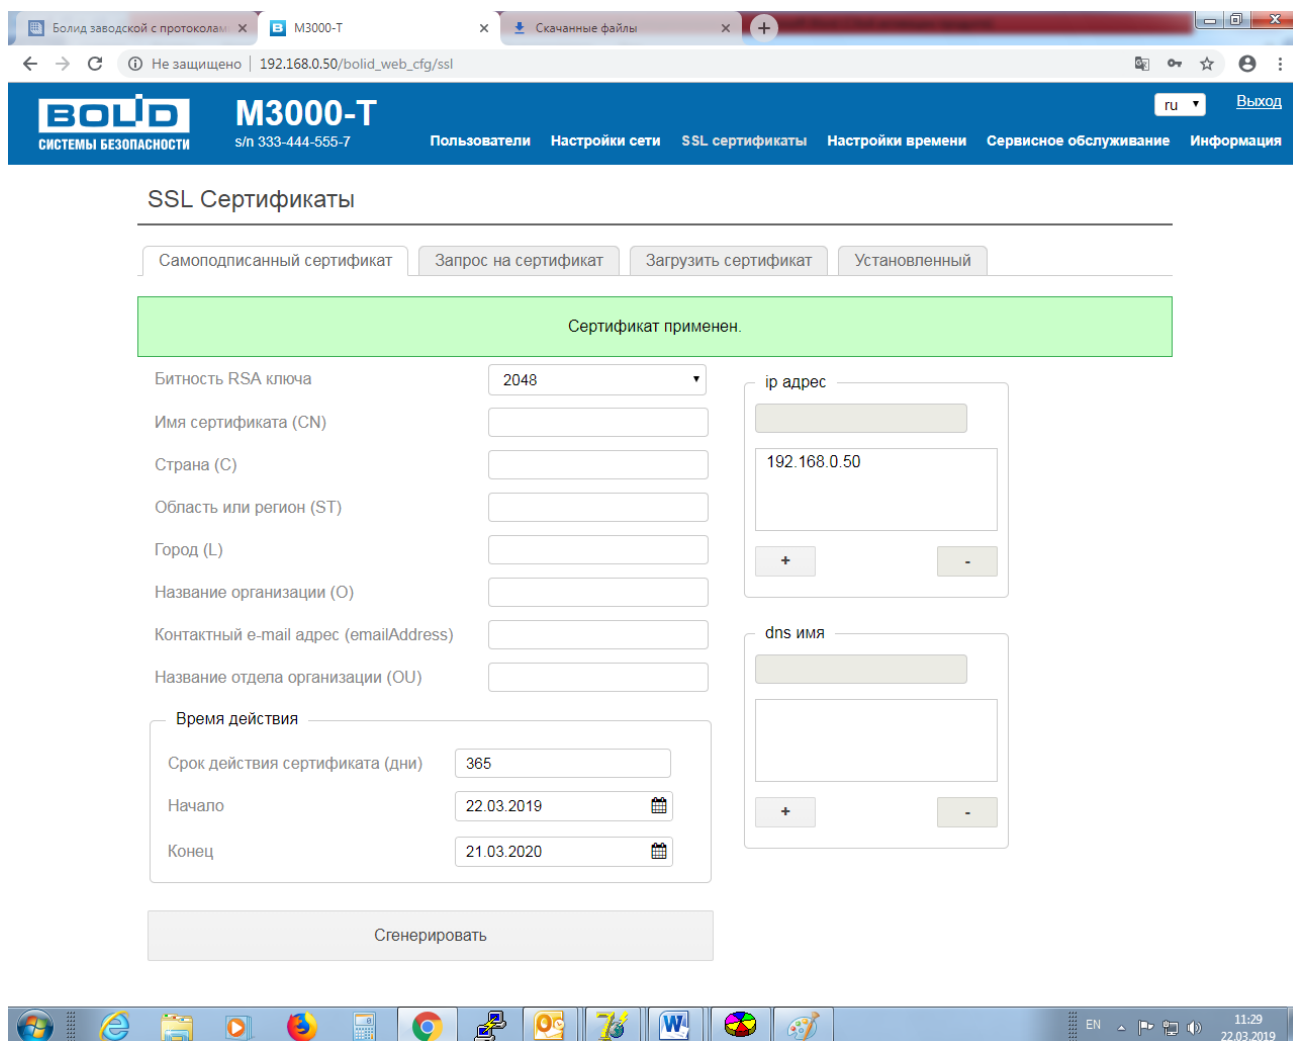 Болид заводской с протоколам
M3000-T
Скачанные файлы
Не защищено | 192.168.0.50/bolid_web_cfg/ssl
BOLID
СИСТЕМЫ БЕЗОПАСНОСТИ
M3000-T
s/n 333-444-555-7
ru
Выход
Пользователи Настройки сети SSL сертификаты Настройки времени Сервисное обслуживание Информация
SSL Сертификаты
Самоподписанный сертификат Запрос на сертификат Загрузить сертификат Установленный
Сертификат применен.
Битность RSA ключа 2048
Имя сертификата (CN)
Страна (C)
Область или регион (ST)
Город (L)
Название организации (O)
Контактный e-mail адрес (emailAddress)
Название отдела организации (OU)
Время действия
Срок действия сертификата (дни) 365
Начало 22.03.2019
Конец 21.03.2020
Сгенерировать
ip адрес
192.168.0.50
+ -
dns имя
+ -
EN
11:29
22.03.2019